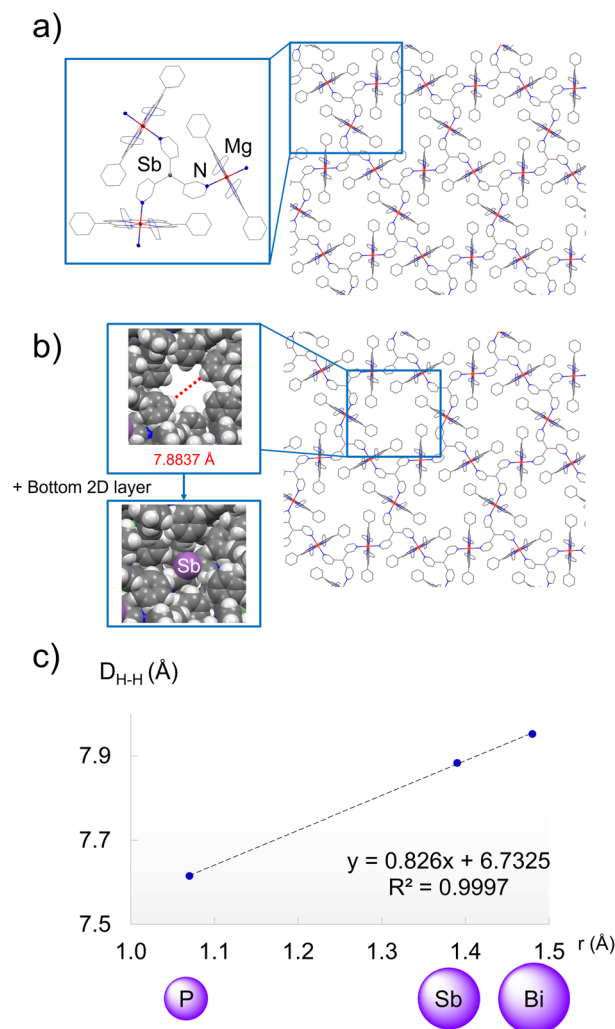 a)
Sb
N
Mg
b)
7.8837 Å
+ Bottom 2D layer
Sb
c)
D_H-H (Å)
7.9
7.7
7.5
y = 0.826x + 6.7325
R² = 0.9997
1.0 1.1 1.2 1.3 1.4 1.5 r (Å)
P Sb Bi